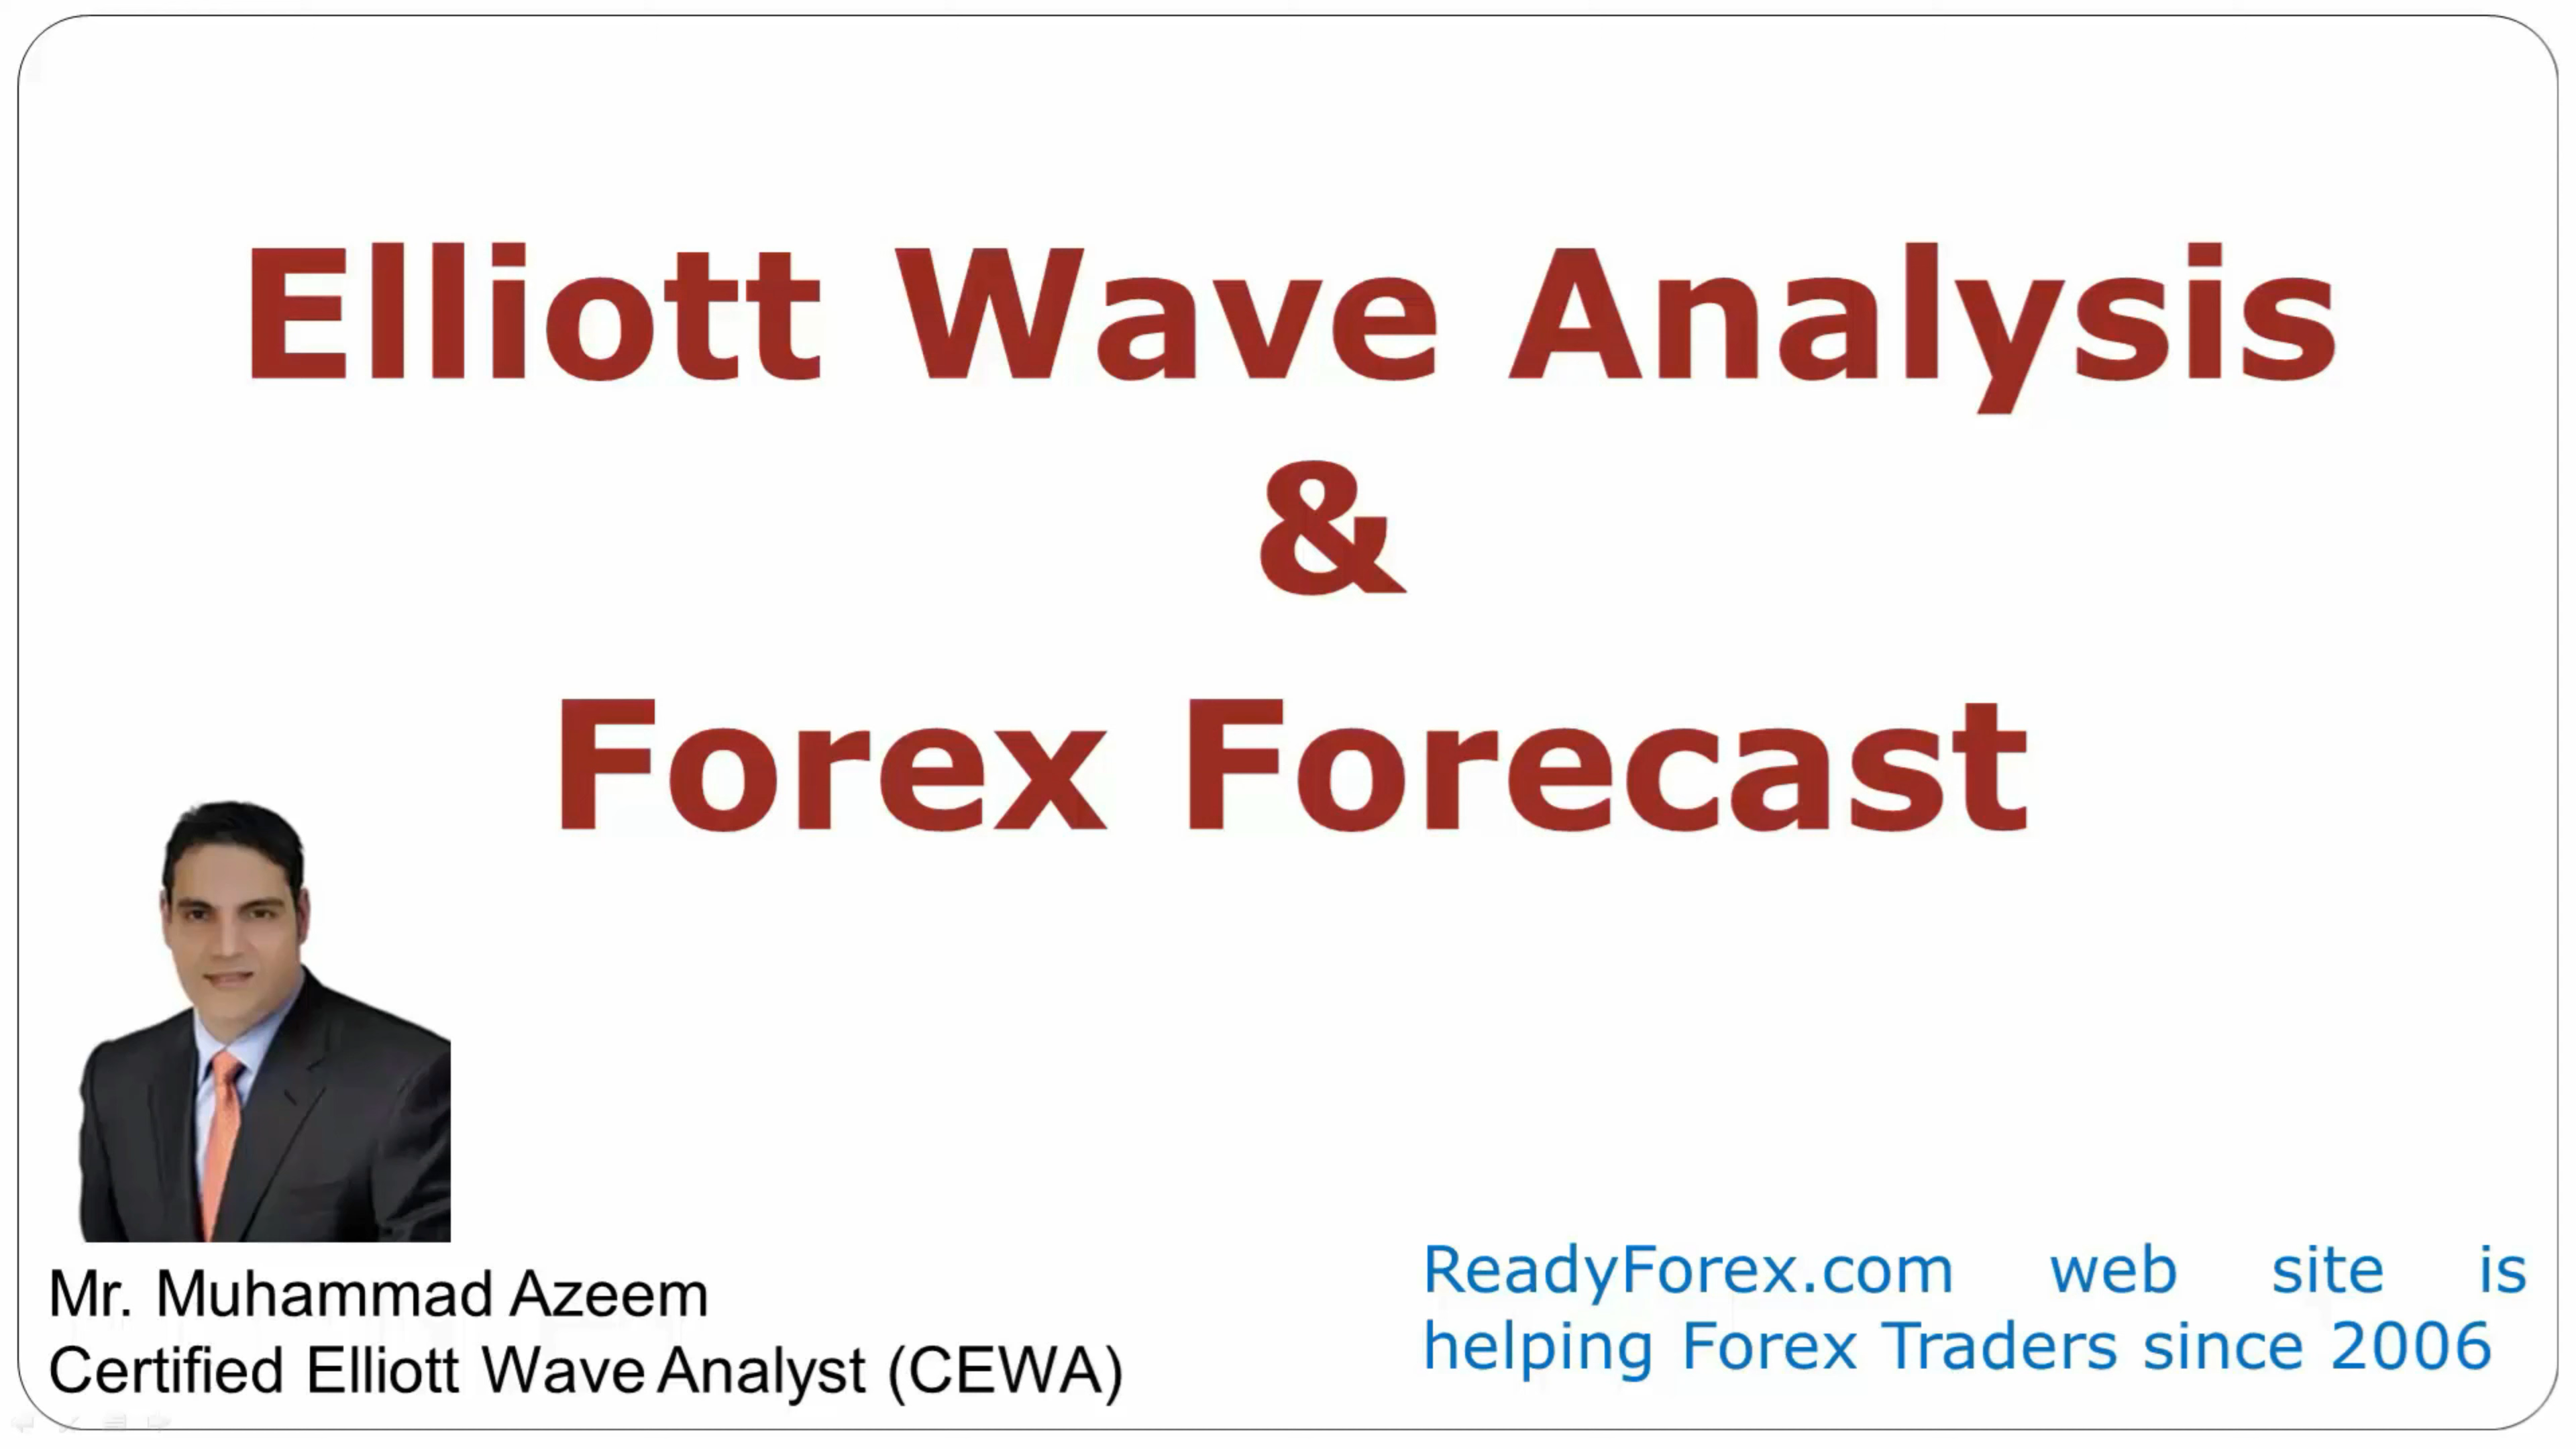 Elliott Wave Analysis
&
Forex Forecast
Mr. Muhammad Azeem
Certified Elliott Wave Analyst (CEWA)
ReadyForex.com web site is
helping Forex Traders since 2006